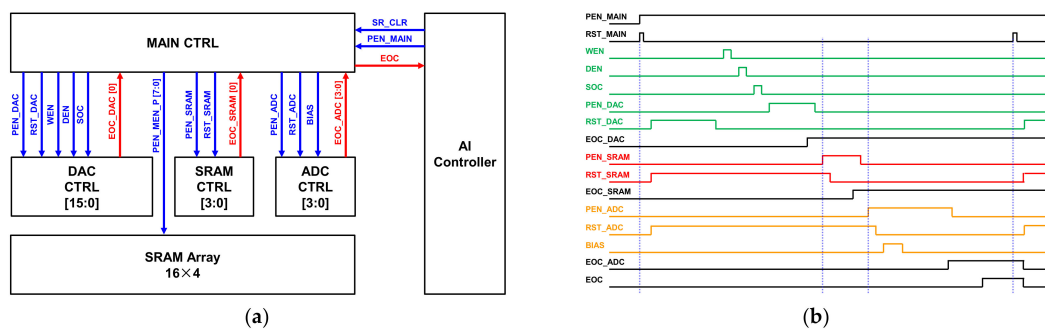 MAIN CTRL
SR_CLR
PEN_MAIN
EOC
PEN_DAC
RST_DAC
WEN
DEN
SOC
EOC_DAC [0]
PEN_MEN_P [7:0]
PEN_SRAM
RST_SRAM
EOC_SRAM [0]
PEN_ADC
RST_ADC
BIAS
EOC_ADC [3:0]
DAC
CTRL
[15:0]
SRAM
CTRL
[3:0]
ADC
CTRL
[3:0]
AI
Controller
SRAM Array
16×4
(a)
PEN_MAIN
RST_MAIN
WEN
DEN
SOC
PEN_DAC
RST_DAC
EOC_DAC
PEN_SRAM
RST_SRAM
EOC_SRAM
PEN_ADC
RST_ADC
BIAS
EOC_ADC
EOC
(b)